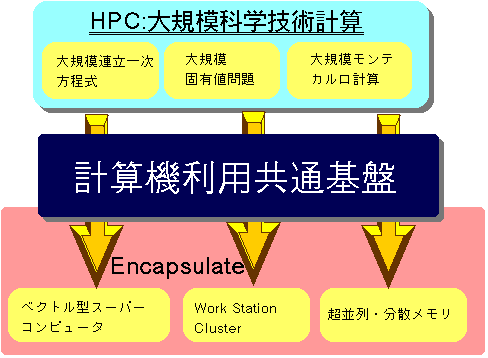 HPC:大規模科学技術計算
大規模連立一次
方程式
大規模
固有値問題
大規模モンテ
カルロ計算
計算機利用共通基盤
Encapsulate
ベクトル型スーパー
コンピュータ
Work Station
Cluster
超並列・分散メモリ